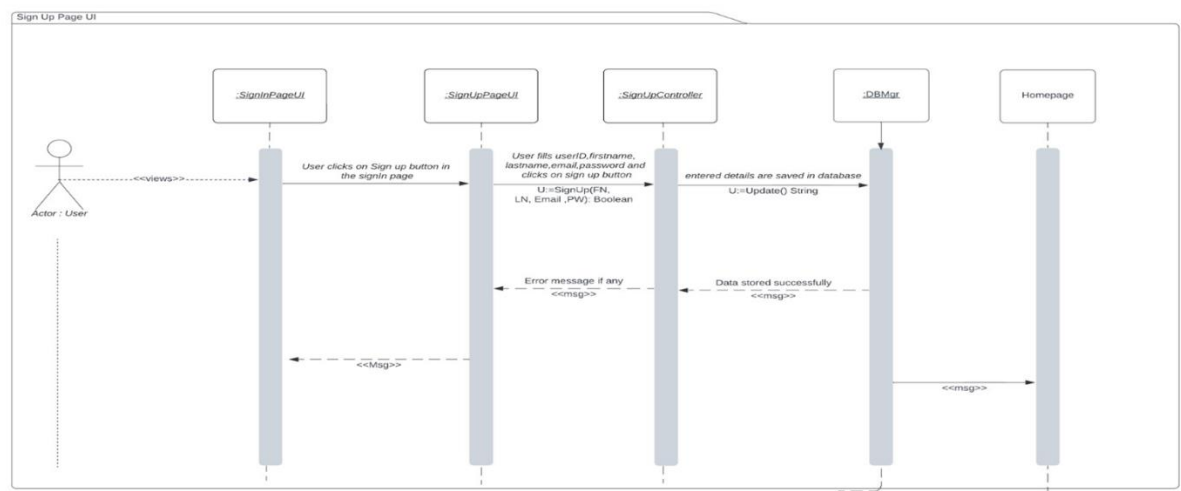 Sign Up Page UI
:SignInPageUI
:SignUpPageUI
:SignUpController
:DBMgr
Homepage
Actor : User
<<views>>
User clicks on Sign up button in
the signIn page
User fills userID,firstname,
lastname,email,password and
clicks on sign up button
U:=SignUp(FN,
LN, Email ,PW): Boolean
entered details are saved in database
U:=Update() String
Error message if any
<<msg>>
Data stored successfully
<<msg>>
<<Msg>>
<<msg>>